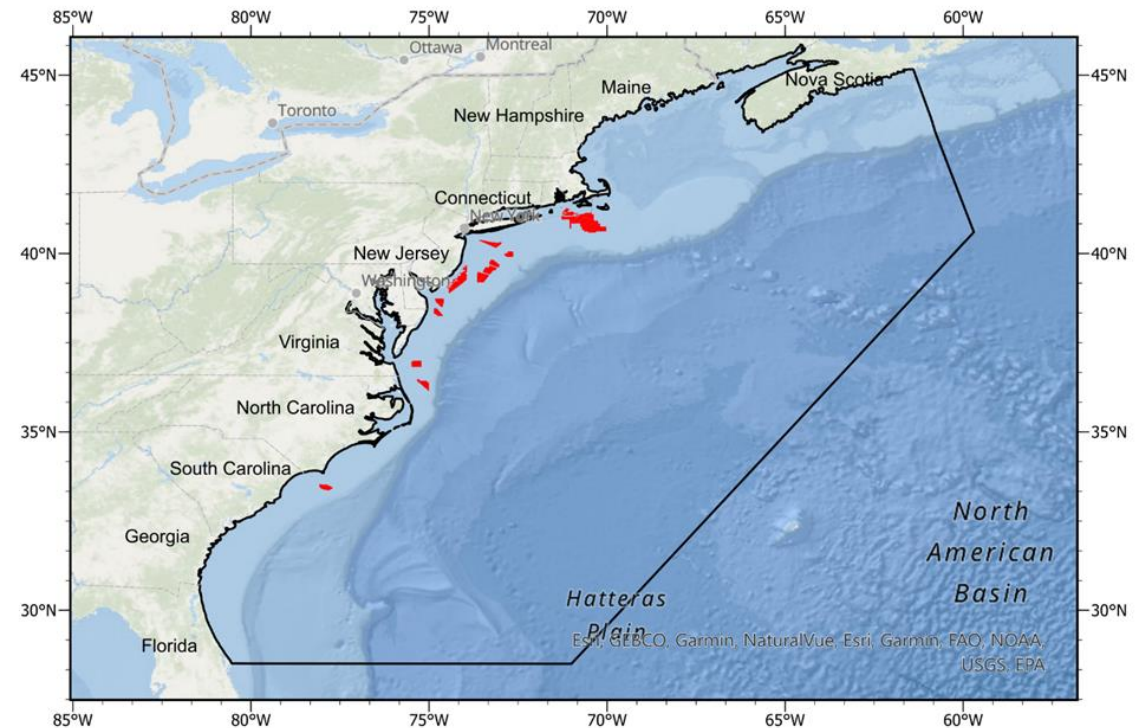 85°W 80°W 75°W 70°W 65°W 60°W
Ottawa Montreal
45°N 45°N
Maine Nova Scotia
Toronto
New Hampshire
Connecticut
New York
40°N New Jersey 40°N
Washington
Virginia
North Carolina
35°N 35°N
South Carolina
Georgia
North
American
Basin
30°N 30°N
Hatteras
Plain
Florida
Esri, GEBCO, Garmin, NaturalVue, Esri, Garmin, FAO, NOAA,
USGS, EPA
85°W 80°W 75°W 70°W 65°W 60°W